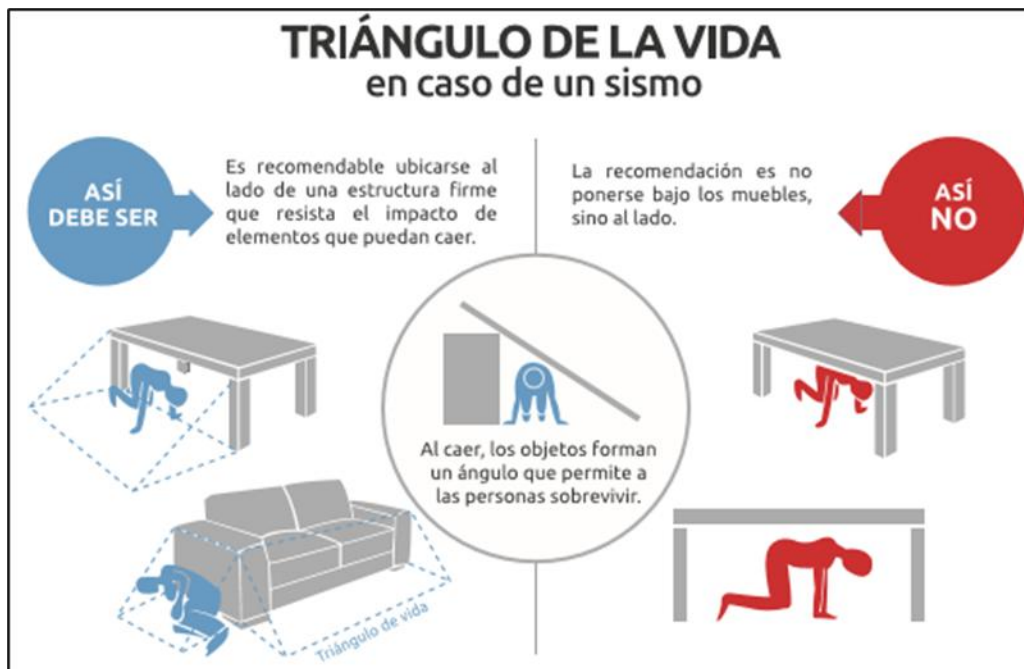 TRIÁNGULO DE LA VIDA
en caso de un sismo
ASÍ
DEBE SER
Es recomendable ubicarse al
lado de una estructura firme
que resista el impacto de
elementos que puedan caer.
La recomendación es no
ponerse bajo los muebles,
sino al lado.
ASÍ
NO
Al caer, los objetos forman
un ángulo que permite a
las personas sobrevivir.
Triángulo de vida